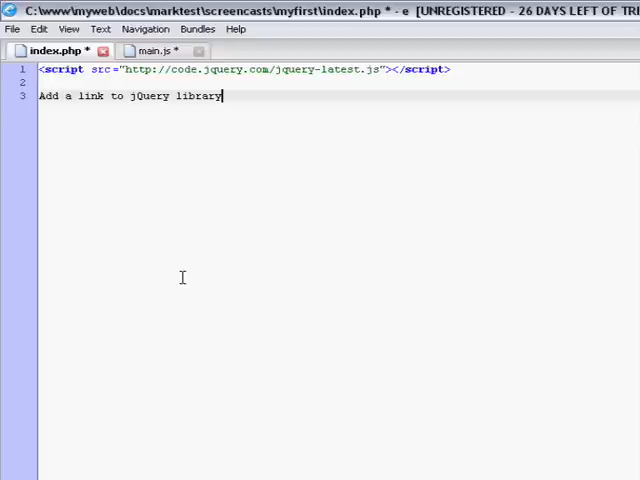 C:\www\myweb\docs\marktest\screencasts\myfirst\index.php * - e [UNREGISTERED - 26 DAYS LEFT OF TRI
File Edit View Text Navigation Bundles Help
index.php * main.js *
1 <script src="http://code.jquery.com/jquery-latest.js"></script>
2
3 Add a link to jQuery library